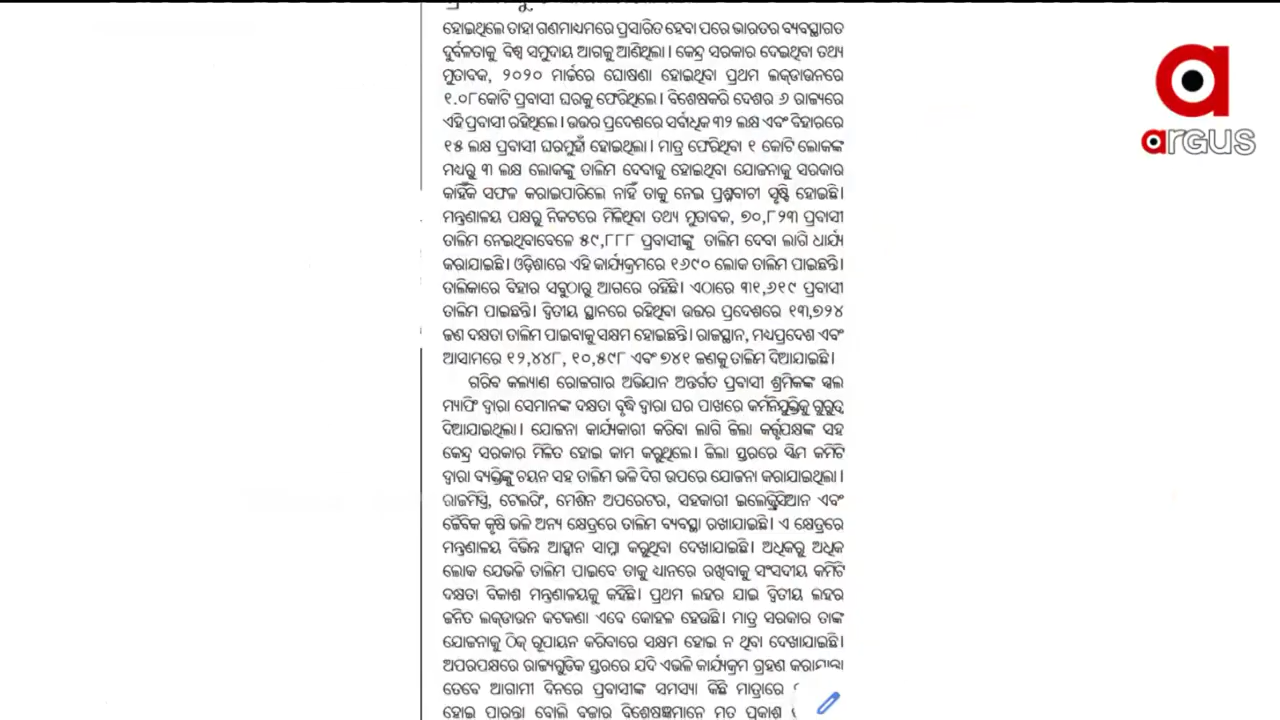 ହୋଇଥିଲେ ତାହା ଗଣମାଧ୍ୟମରେ ପ୍ରସାରିତ ହେବା ପରେ ଭାରତର ବ୍ୟବସ୍ଥାଗତ
ଦୁର୍ବଳତାକୁ ବିଶ୍ୱ ସମୁଦାୟ ଆଗକୁ ଆଣିଥିଲା । କେନ୍ଦ୍ର ସରକାର ଦେଇଥିବା ତଥ୍ୟ
ମୁତାବକ, ୨୦୨୦ ମାର୍ଚ୍ଚରେ ଘୋଷଣା ହୋଇଥିବା ପ୍ରଥମ ଲକ୍‌ଡାଉନରେ
୧.୦୮କୋଟି ପ୍ରବାସୀ ଘରକୁ ଫେରିଥିଲେ । ବିଶେଷକରି ଦେଶର ୬ ରାଜ୍ୟରେ
ଏହି ପ୍ରବାସୀ ରହିଥିଲେ । ଉତ୍ତର ପ୍ରଦେଶରେ ସର୍ବାଧିକ ୩୨ ଲକ୍ଷ ଏବଂ ବିହାରରେ
୧୫ ଲକ୍ଷ ପ୍ରବାସୀ ଘରମୁହାଁ ହୋଇଥିଲା । ମାତ୍ର ଫେରିଥିବା ୧ କୋଟି ଲୋକଙ୍କ
ମଧ୍ୟରୁ ୩ ଲକ୍ଷ ଲୋକଙ୍କୁ ତାଲିମ ଦେବାକୁ ହୋଇଥିବା ଯୋଜନାକୁ ସରକାର
କାହିଁକି ସଫଳ କରାଇପାରିଲେ ନାହିଁ ତାକୁ ନେଇ ପ୍ରଶ୍ନବାଚୀ ସୃଷ୍ଟି ହୋଇଛି ।
ମନ୍ତ୍ରଣାଳୟ ପକ୍ଷରୁ ନିକଟରେ ମିଳିଥିବା ତଥ୍ୟ ମୁତାବକ, ୭୦,୮୨୩ ପ୍ରବାସୀ
ତାଲିମ ନେଇଥିବାବେଳେ ୫୯,୮୮୮ ପ୍ରବାସୀଙ୍କୁ ତାଲିମ ଦେବା ଲାଗି ଧାର୍ଯ୍ୟ
କରାଯାଇଛି । ଓଡ଼ିଶାରେ ଏହି କାର୍ଯ୍ୟକ୍ରମରେ ୧୬୯୦ ଲୋକ ତାଲିମ ପାଇଛନ୍ତି ।
ତାଲିକାରେ ବିହାର ସବୁଠାରୁ ଆଗରେ ରହିଛି । ଏଠାରେ ୩୧,୬୧୯ ପ୍ରବାସୀ
ତାଲିମ ପାଇଛନ୍ତି । ଦ୍ୱିତୀୟ ସ୍ଥାନରେ ରହିଥିବା ଉତ୍ତର ପ୍ରଦେଶରେ ୧୩,୭୨୪
ଜଣ ଦକ୍ଷତା ତାଲିମ ପାଇବାକୁ ସକ୍ଷମ ହୋଇଛନ୍ତି । ରାଜସ୍ଥାନ, ମଧ୍ୟପ୍ରଦେଶ ଏବଂ
ଆସାମରେ ୧୨,୪୪୮, ୧୦,୫୯୮ ଏବଂ ୭୪୧ ଜଣକୁ ତାଲିମ ଦିଆଯାଇଛି ।
ଗରିବ କଲ୍ୟାଣ ରୋଜଗାର ଅଭିଯାନ ଅନ୍ତର୍ଗତ ପ୍ରବାସୀ ଶ୍ରମିକଙ୍କ ସ୍କିଲ
ମ୍ୟାପିଂ ଦ୍ୱାରା ସେମାନଙ୍କ ଦକ୍ଷତା ବୃଦ୍ଧି ଦ୍ୱାରା ଘର ପାଖରେ କର୍ମନିଯୁକ୍ତିକୁ ଗୁରୁତ୍ୱ
ଦିଆଯାଇଥିଲା । ଯୋଜନା କାର୍ଯ୍ୟକାରୀ କରିବା ଲାଗି ଜିଲା କର୍ତ୍ତୃପକ୍ଷଙ୍କ ସହ
କେନ୍ଦ୍ର ସରକାର ମିଳିତ ହୋଇ କାମ କରୁଥିଲେ । ଜିଲା ସ୍ତରରେ ସ୍କିମ କମିଟି
ଦ୍ୱାରା ବ୍ୟକ୍ତିଙ୍କୁ ଚୟନ ସହ ତାଲିମ ଭଳି ଦିଗ ଉପରେ ଯୋଜନା କରାଯାଇଥିଲା ।
ରାଜମିସ୍ତ୍ରି, ଟେଲରିଂ, ମେଶିନ ଅପରେଟର, ସହକାରୀ ଇଲେକ୍ଟ୍ରିସିଆନ ଏବଂ
ଜୈବିକ କୃଷି ଭଳି ଅନ୍ୟ କ୍ଷେତ୍ରରେ ତାଲିମ ବ୍ୟବସ୍ଥା ରଖାଯାଇଛି । ଏ କ୍ଷେତ୍ରରେ
ମନ୍ତ୍ରଣାଳୟ ବିଭିନ୍ନ ଆହ୍ୱାନ ସାମ୍ନା କରୁଥିବା ଦେଖାଯାଇଛି । ଅଧିକରୁ ଅଧିକ
ଲୋକ ଯେଭଳି ତାଲିମ ପାଇବେ ତାକୁ ଧ୍ୟାନରେ ରଖିବାକୁ ସଂସଦୀୟ କମିଟି
ଦକ୍ଷତା ବିକାଶ ମନ୍ତ୍ରଣାଳୟକୁ କହିଛି । ପ୍ରଥମ ଲହର ଯାଇ ଦ୍ୱିତୀୟ ଲହର
ଜନିତ ଲକ୍‌ଡାଉନ କଟକଣା ଏବେ କୋହଳ ହେଉଛି । ମାତ୍ର ସରକାର ତାଙ୍କ
ଯୋଜନାକୁ ଠିକ୍ ରୂପାୟନ କରିବାରେ ସକ୍ଷମ ହୋଇ ନ ଥିବା ଦେଖାଯାଇଛି ।
ଅପରପକ୍ଷରେ ରାଜ୍ୟଗୁଡିକ ସ୍ତରରେ ଯଦି ଏଭଳି କାର୍ଯ୍ୟକ୍ରମ ଗ୍ରହଣ
ତେବେ ଆଗାମୀ ଦିନରେ ପ୍ରବାସୀଙ୍କ ସମସ୍ୟା କିଛି ମାତ୍ରାରେ
ହୋଇ ପାରନ୍ତା ବୋଲି ବଜାର ବିଶେଷଜ୍ଞମାନେ ମତ ପ୍ରକାଶ
argus